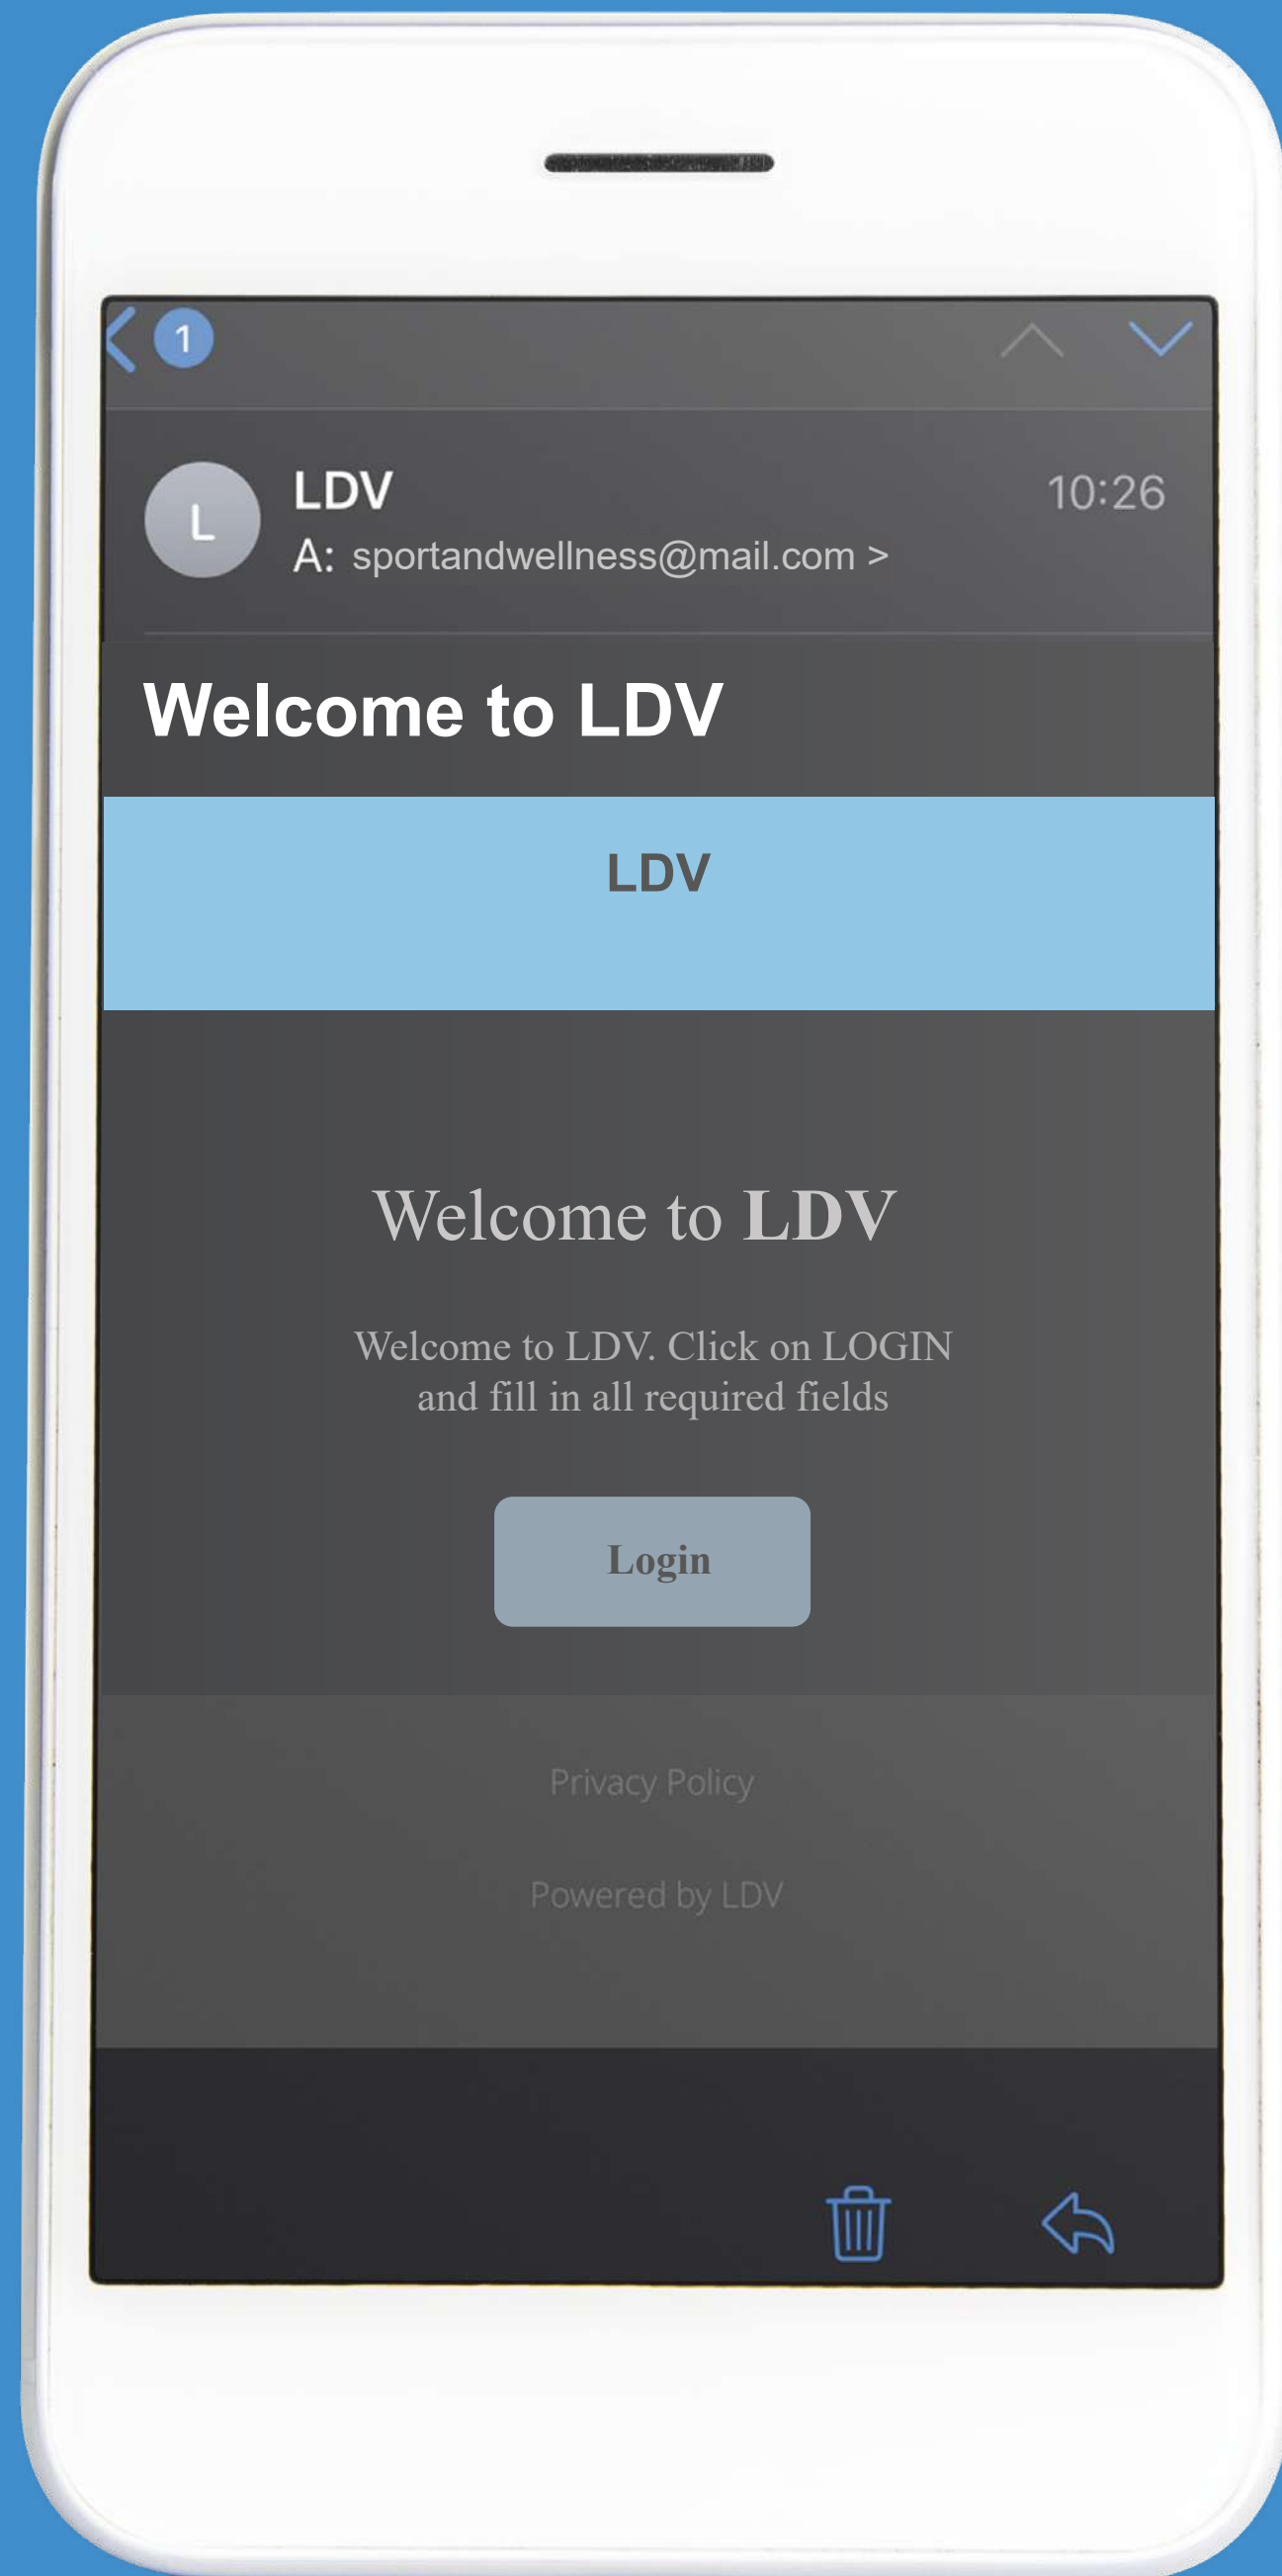 1
LDV
10:26
L
A: sportandwellness@mail.com >
Welcome to LDV
LDV
Welcome to LDV
Welcome to LDV. Click on LOGIN
and fill in all required fields
Login
Privacy Policy
Powered by LDV